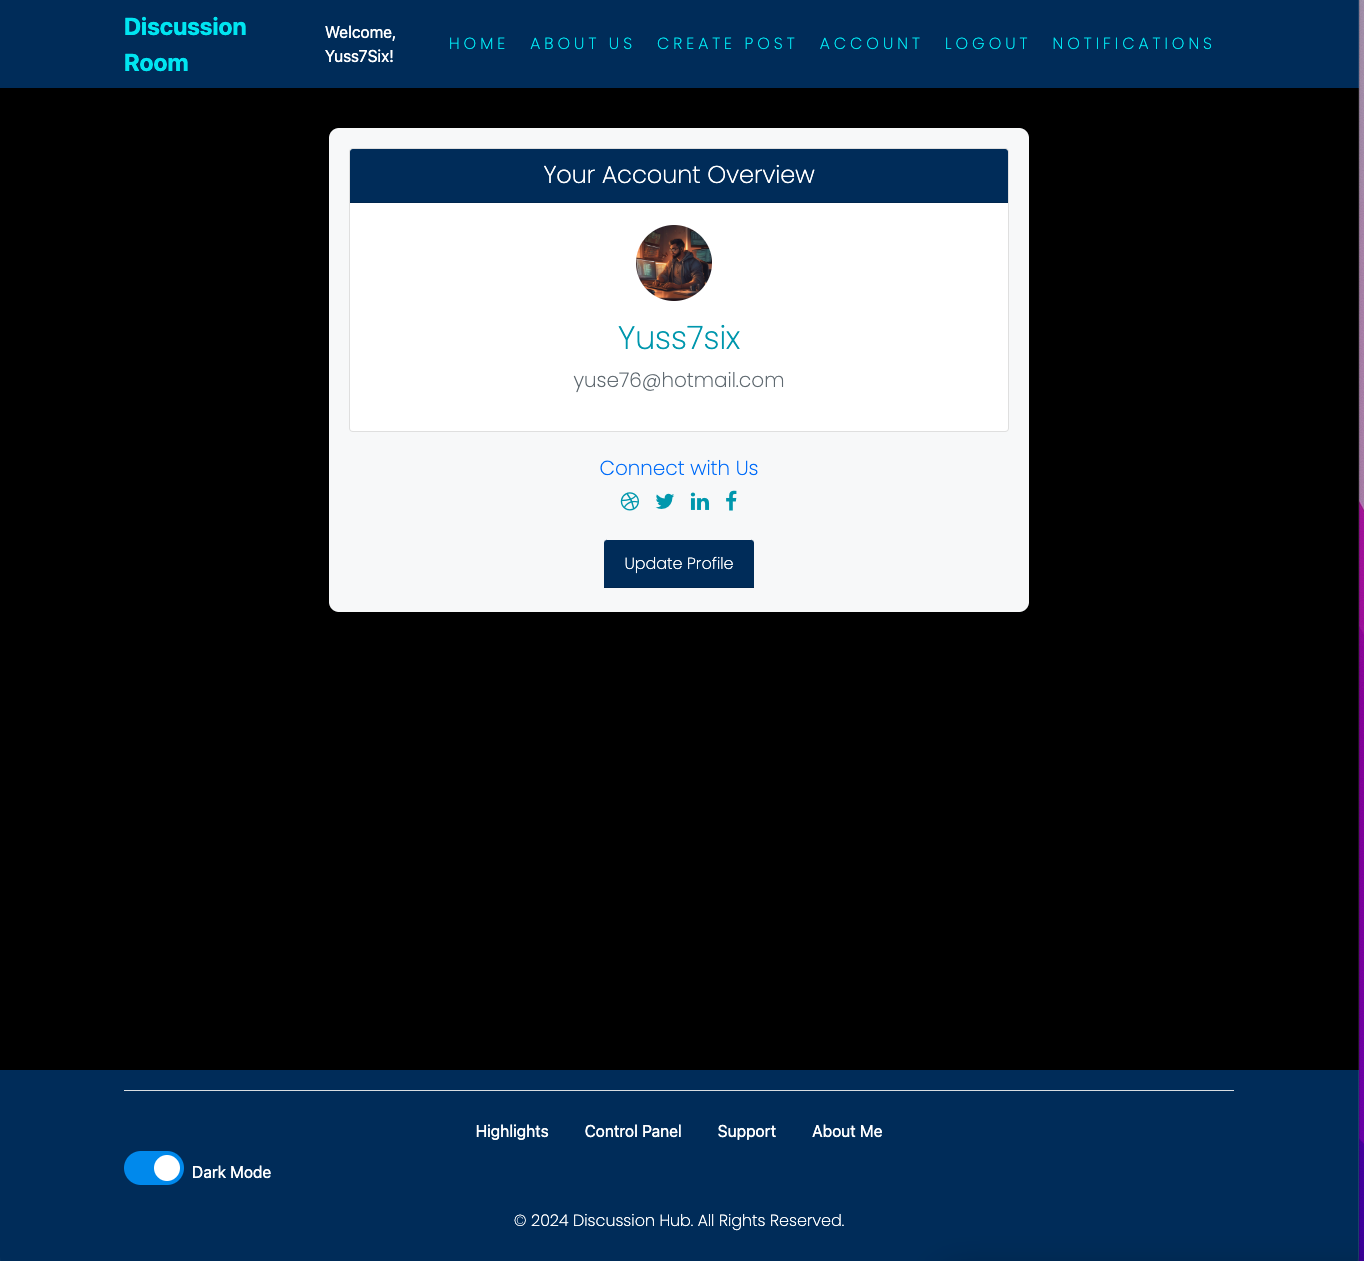 Discussion
Room
Welcome,
Yuss7Six!
HOME ABOUT US CREATE POST ACCOUNT LOGOUT NOTIFICATIONS
Your Account Overview
Yuss7six
yuse76@hotmail.com
Connect with Us
Update Profile
Highlights Control Panel Support About Me
Dark Mode
© 2024 Discussion Hub. All Rights Reserved.